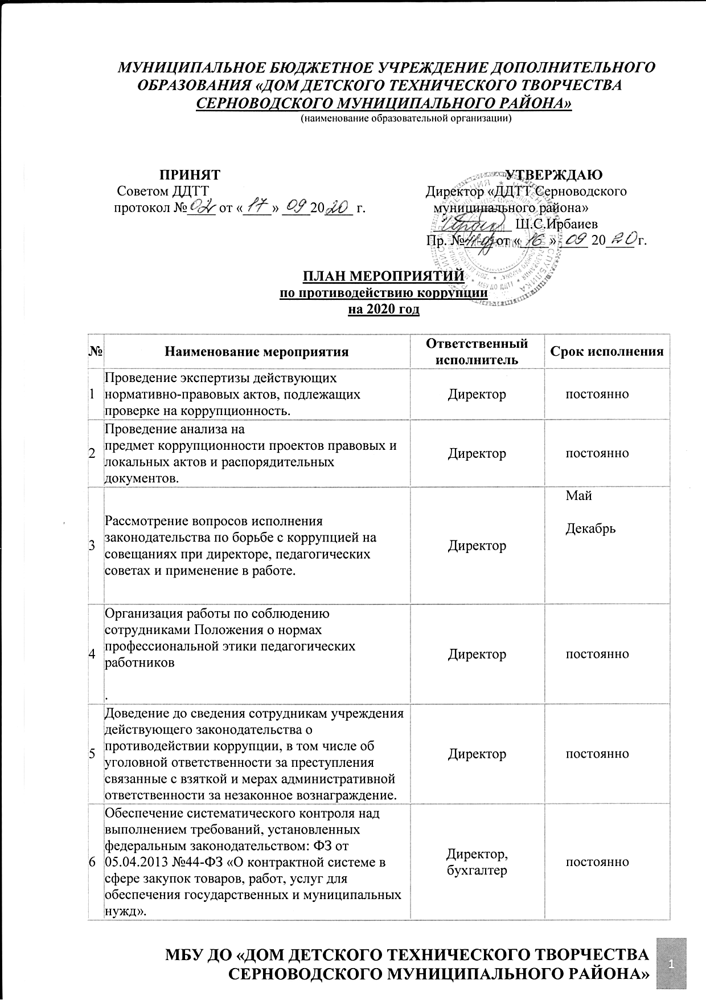 МУНИЦИПАЛЬНОЕ БЮДЖЕТНОЕ УЧРЕЖДЕНИЕ ДОПОЛНИТЕЛЬНОГО
ОБРАЗОВАНИЯ «ДОМ ДЕТСКОГО ТЕХНИЧЕСКОГО ТВОРЧЕСТВА
СЕРНОВОДСКОГО МУНИЦИПАЛЬНОГО РАЙОНА»
(наименование образовательной организации)
ПРИНЯТ
Советом ДДТТ
протокол № 02 от «17» 09 2020 г.
УТВЕРЖДАЮ
Директор «ДДТТ Серноводского
муниципального района»
Ш.С.Ирбаиев
Пр. № от «16» 09 2020 г.
ПЛАН МЕРОПРИЯТИЙ
по противодействию коррупции
на 2020 год
№ Наименование мероприятия Ответственный исполнитель Срок исполнения
1
Проведение экспертизы действующих
нормативно-правовых актов, подлежащих
проверке на коррупционность.
Директор
постоянно
2
Проведение анализа на
предмет коррупционности проектов правовых и
локальных актов и распорядительных
документов.
Директор
постоянно
3
Рассмотрение вопросов исполнения
законодательства по борьбе с коррупцией на
совещаниях при директоре, педагогических
советах и применение в работе.
Директор
Май
Декабрь
4
Организация работы по соблюдению
сотрудниками Положения о нормах
профессиональной этики педагогических
работников
.
Директор
постоянно
5
Доведение до сведения сотрудникам учреждения
действующего законодательства о
противодействии коррупции, в том числе об
уголовной ответственности за преступления
связанные с взяткой и мерах административной
ответственности за незаконное вознаграждение.
Директор
постоянно
6
Обеспечение систематического контроля над
выполнением требований, установленных
федеральным законодательством: ФЗ от
05.04.2013 №44-ФЗ «О контрактной системе в
сфере закупок товаров, работ, услуг для
обеспечения государственных и муниципальных
нужд».
Директор,
бухгалтер
постоянно
МБУ ДО «ДОМ ДЕТСКОГО ТЕХНИЧЕСКОГО ТВОРЧЕСТВА
СЕРНОВОДСКОГО МУНИЦИПАЛЬНОГО РАЙОНА»
1